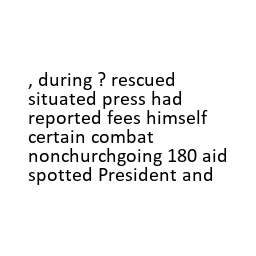 , during ? rescued
situated press had
reported fees himself
certain combat
nonchurchgoing 180 aid
spotted President and